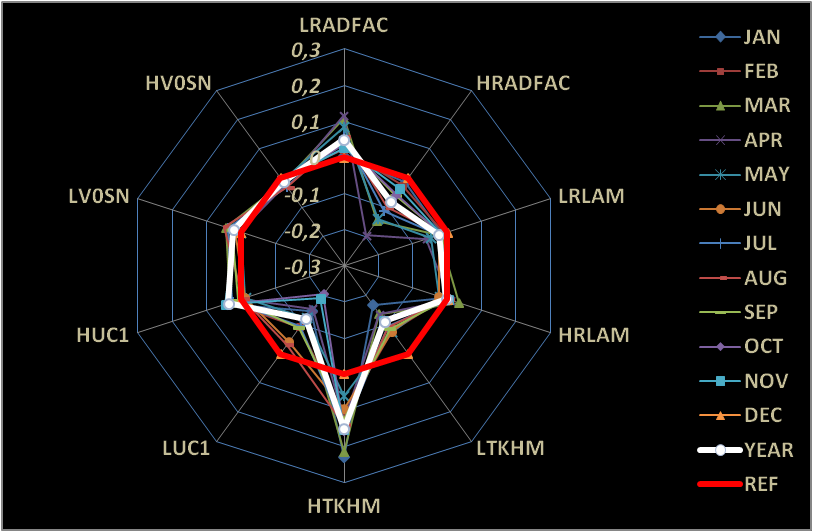 LRADFAC
HRADFAC
LRLAM
HRLAM
LTKHM
HTKHM
LUC1
HUC1
LV0SN
HV0SN
0,3
0,2
0,1
0
-0,1
-0,2
-0,3
JAN
FEB
MAR
APR
MAY
JUN
JUL
AUG
SEP
OCT
NOV
DEC
YEAR
REF